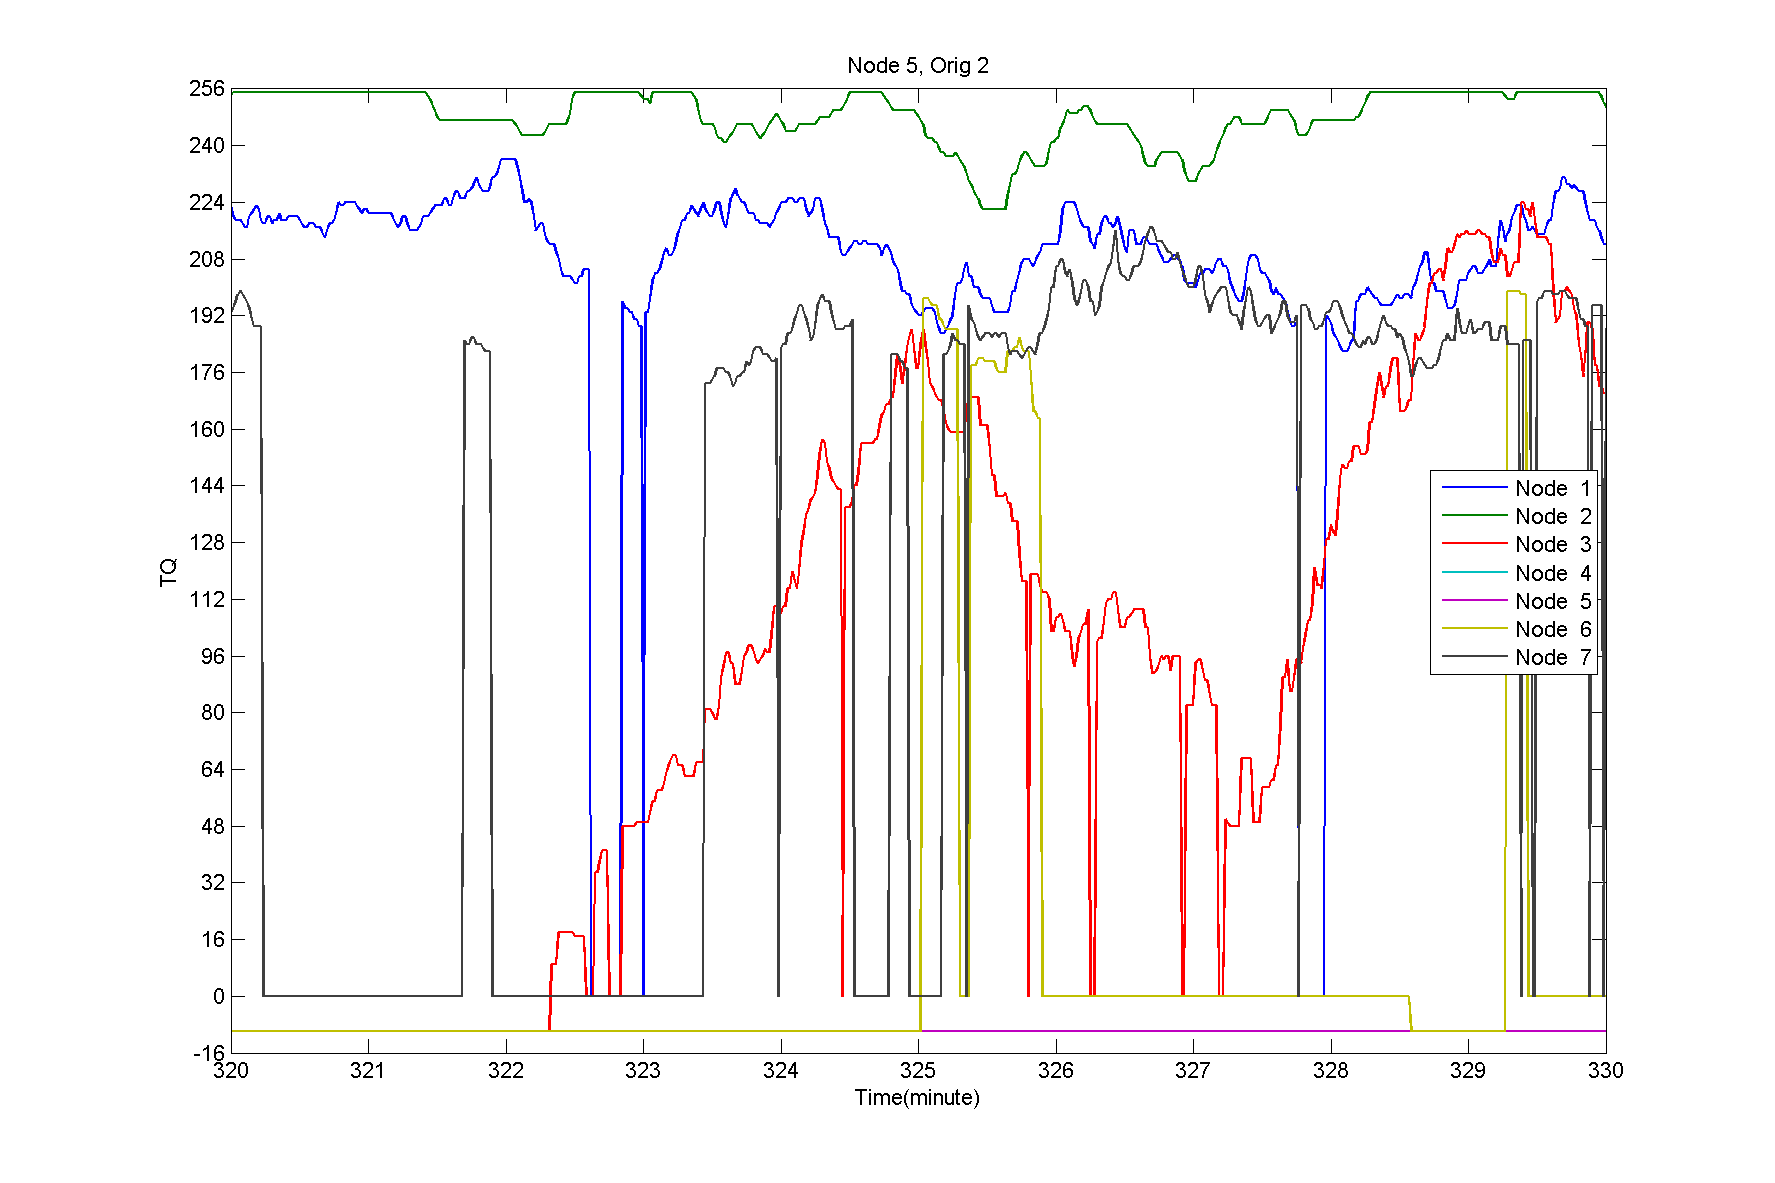 Node 5, Orig 2
256
240
224
208
192
176
160
144
128
112
96
80
64
48
32
16
0
-16
TQ
Node 1
Node 2
Node 3
Node 4
Node 5
Node 6
Node 7
320 321 322 323 324 325 326 327 328 329 330
Time(minute)